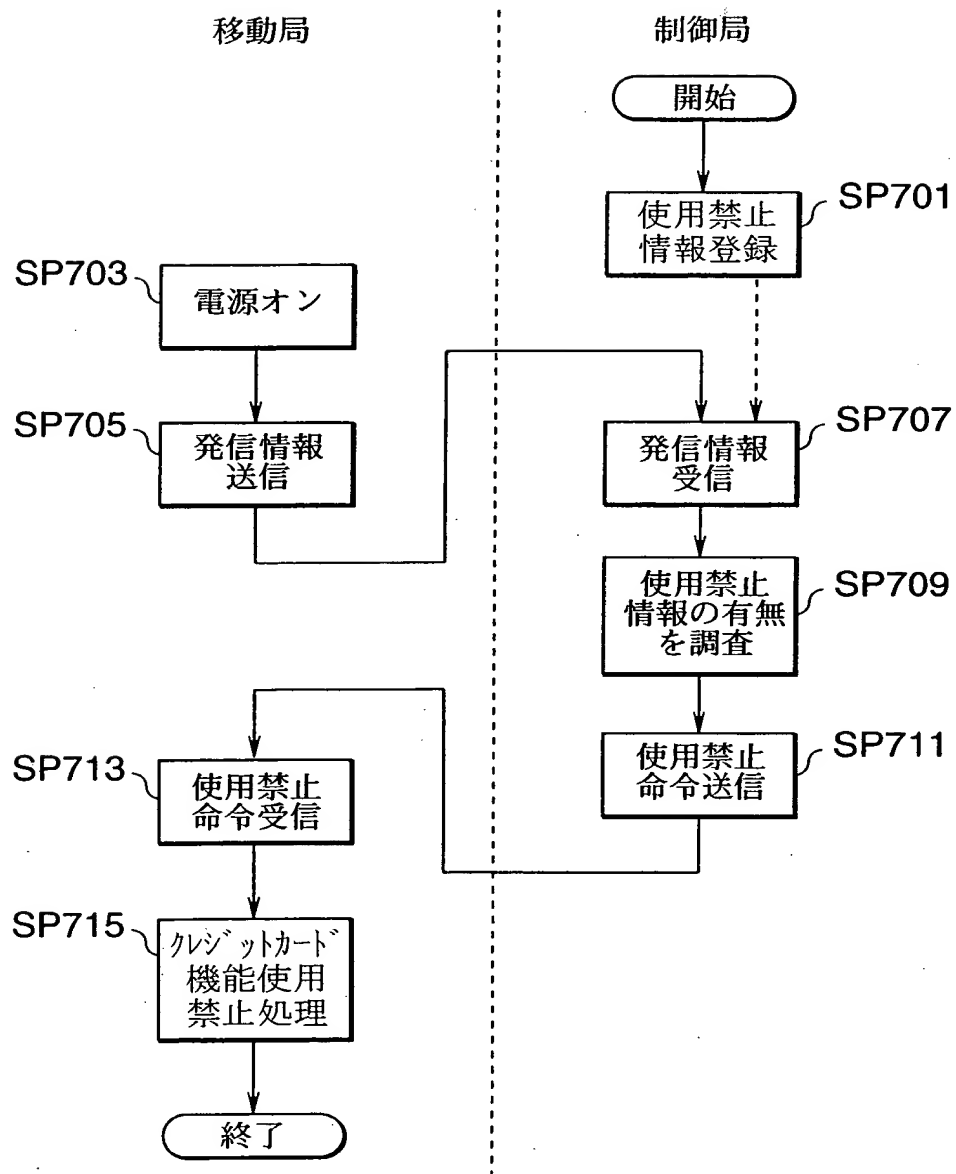 移動局
制御局
開始
SP701
使用禁止
情報登録
SP703
電源オン
SP705
発信情報
送信
SP707
発信情報
受信
SP709
使用禁止
情報の有無
を調査
SP711
使用禁止
命令送信
SP713
使用禁止
命令受信
SP715
クレジットカード
機能使用
禁止処理
終了